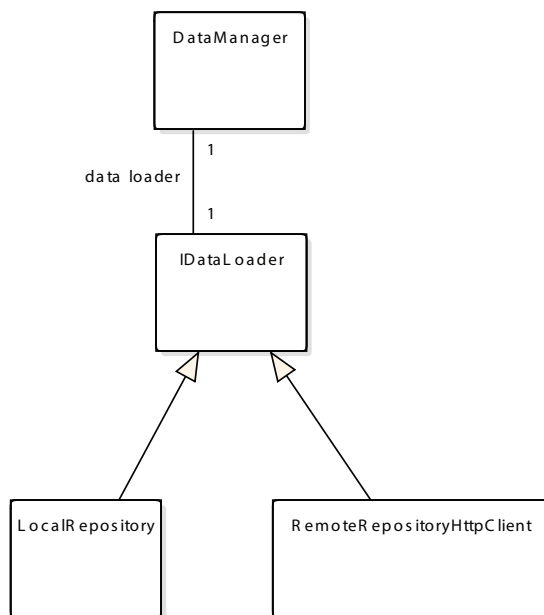 DataManager
1
data loader
1
IDataLoader
LocalRepository
RemoteRepositoryHttpClient